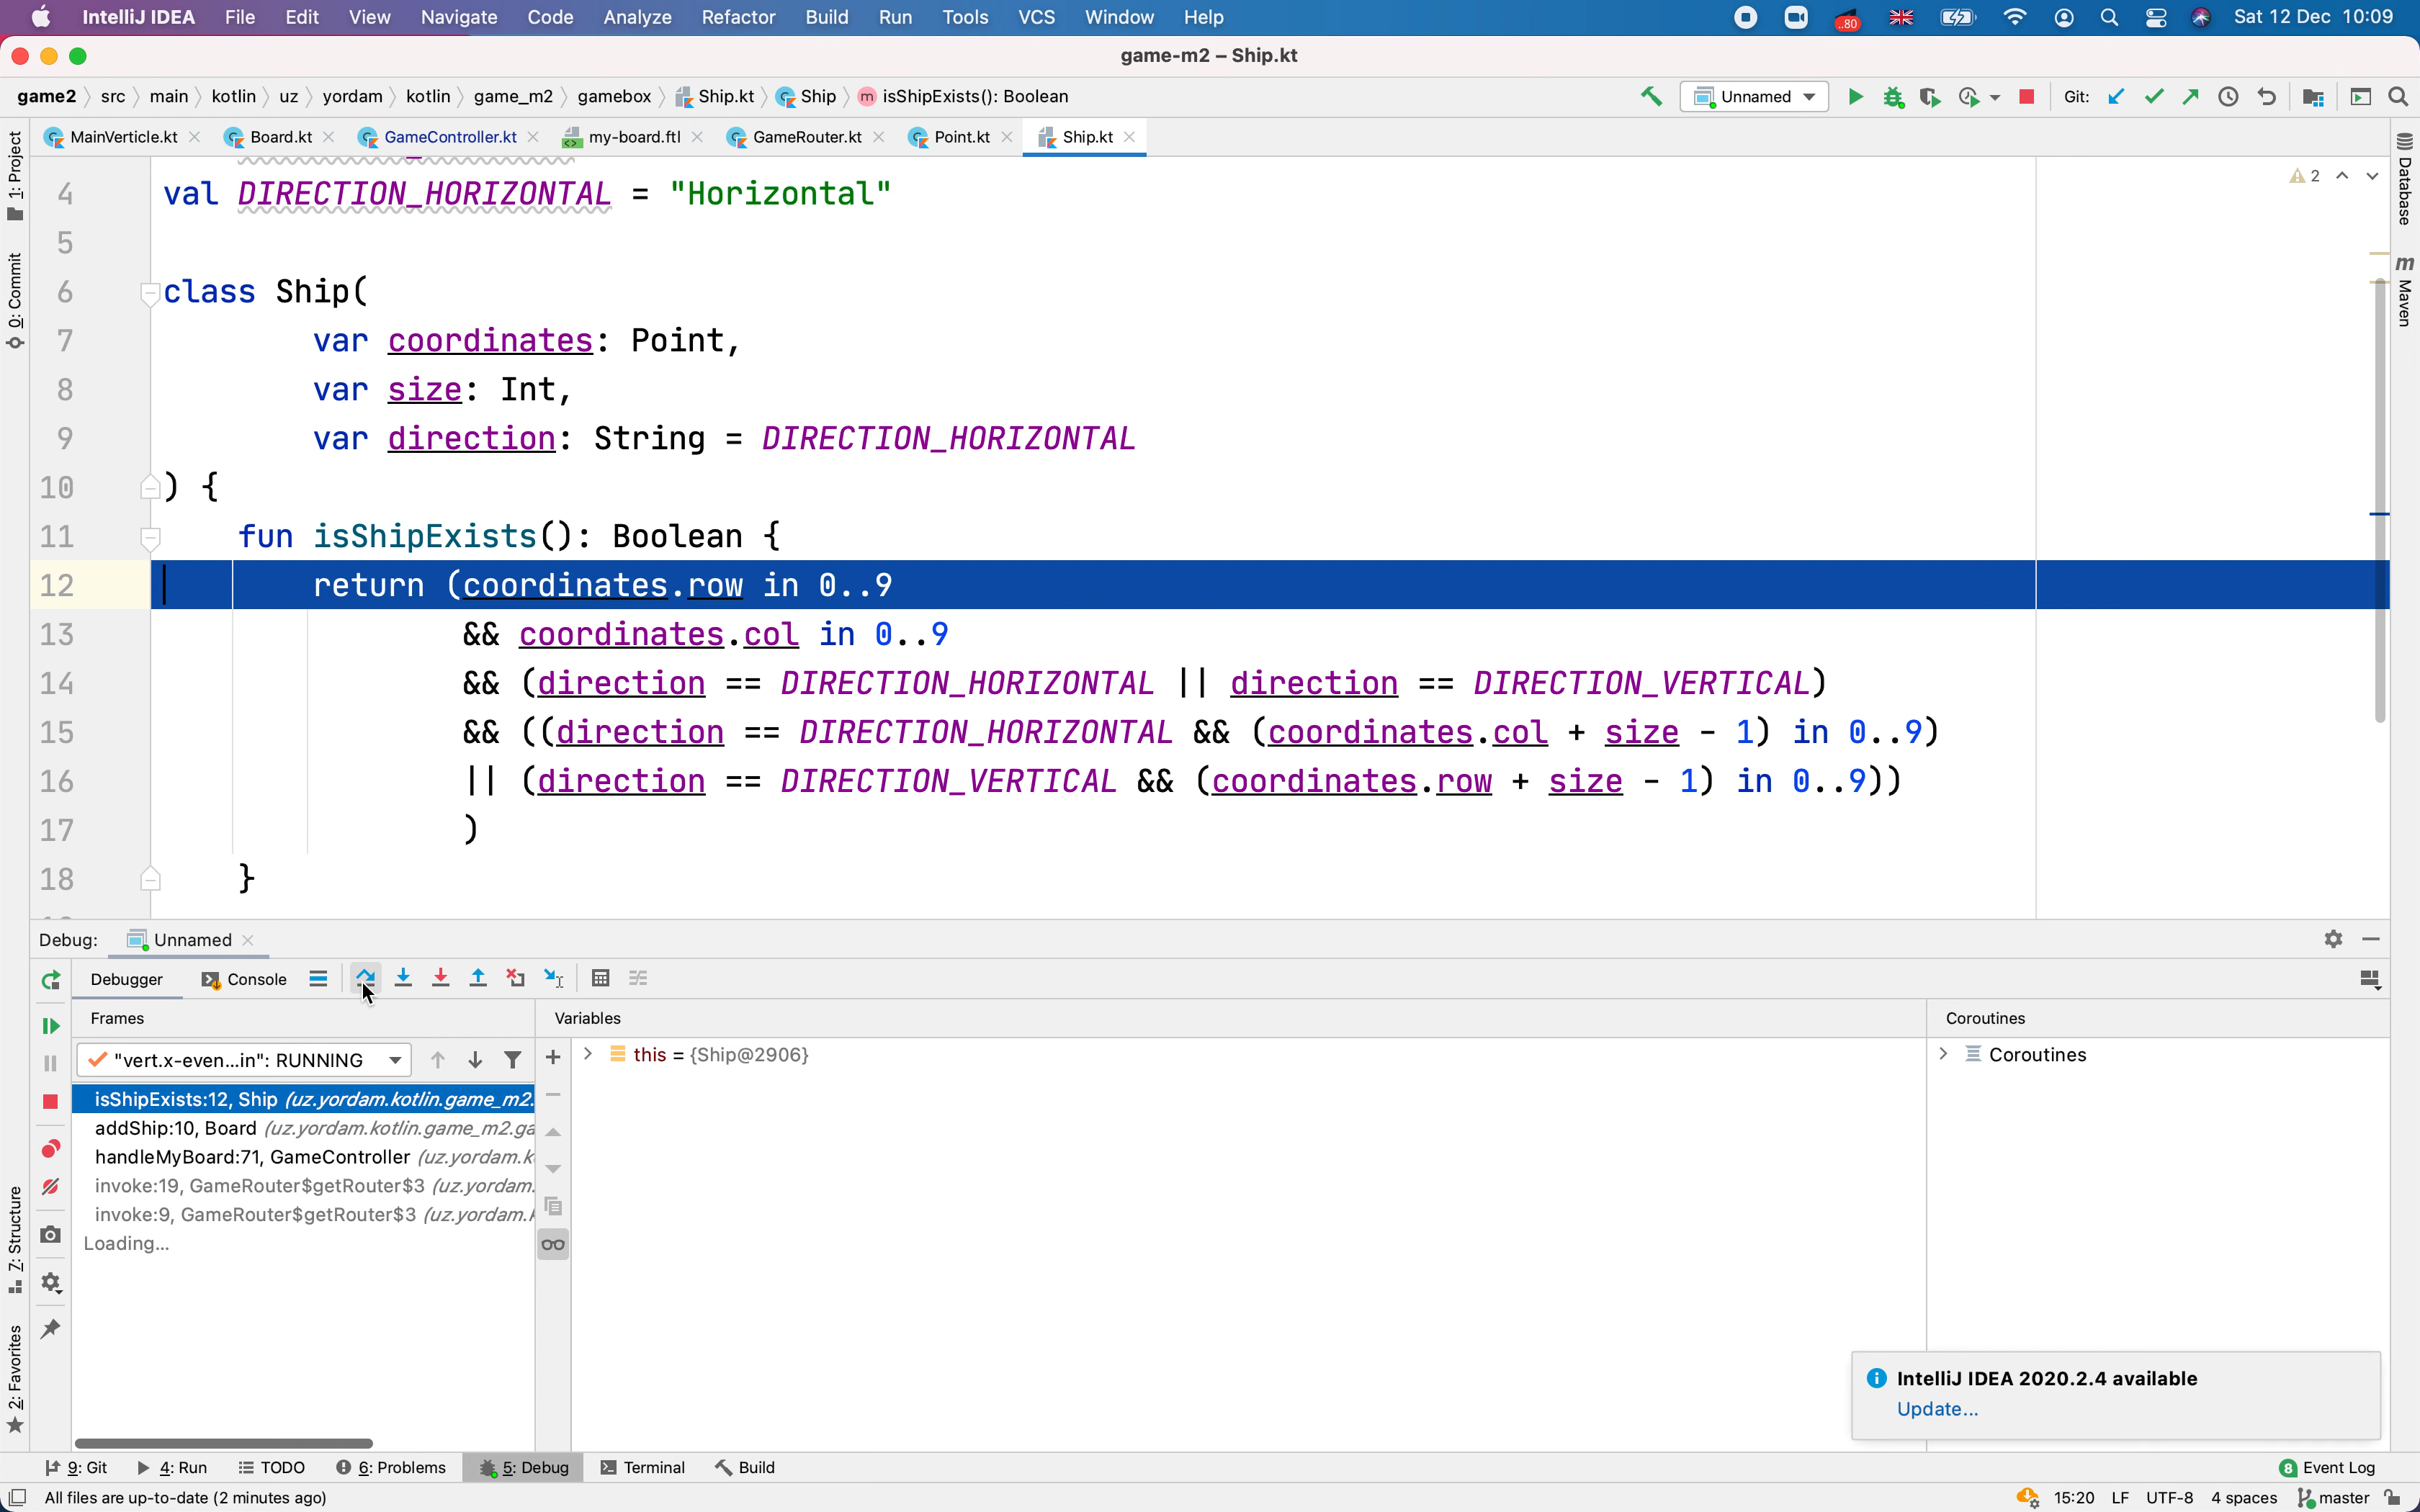 IntelliJ IDEA File Edit View Navigate Code Analyze Refactor Build Run Tools VCS Window Help ..80 Sat 12 Dec 10:09
game-m2 – Ship.kt
game2 src main kotlin uz yordam kotlin game_m2 gamebox Ship.kt Ship m isShipExists(): Boolean Unnamed Git:
MainVerticle.kt Board.kt GameController.kt my-board.ftl GameRouter.kt Point.kt Ship.kt
1: Project
0: Commit
7: Structure
2: Favorites
Database
m Maven
2
4 val DIRECTION_HORIZONTAL = "Horizontal"
5
6 class Ship(
7 var coordinates: Point,
8 var size: Int,
9 var direction: String = DIRECTION_HORIZONTAL
10 ) {
11 fun isShipExists(): Boolean {
12 return (coordinates.row in 0..9
13 && coordinates.col in 0..9
14 && (direction == DIRECTION_HORIZONTAL || direction == DIRECTION_VERTICAL)
15 && ((direction == DIRECTION_HORIZONTAL && (coordinates.col + size - 1) in 0..9)
16 || (direction == DIRECTION_VERTICAL && (coordinates.row + size - 1) in 0..9))
17 )
18 }
Debug: Unnamed
Debugger Console
Frames Variables Coroutines
"vert.x-even...in": RUNNING this = {Ship@2906} Coroutines
isShipExists:12, Ship (uz.yordam.kotlin.game_m2.
addShip:10, Board (uz.yordam.kotlin.game_m2.ga
handleMyBoard:71, GameController (uz.yordam.k
invoke:19, GameRouter$getRouter$3 (uz.yordam.
invoke:9, GameRouter$getRouter$3 (uz.yordam.k
Loading...
IntelliJ IDEA 2020.2.4 available
Update...
9: Git 4: Run TODO 6: Problems 5: Debug Terminal Build 8 Event Log
All files are up-to-date (2 minutes ago) 15:20 LF UTF-8 4 spaces master